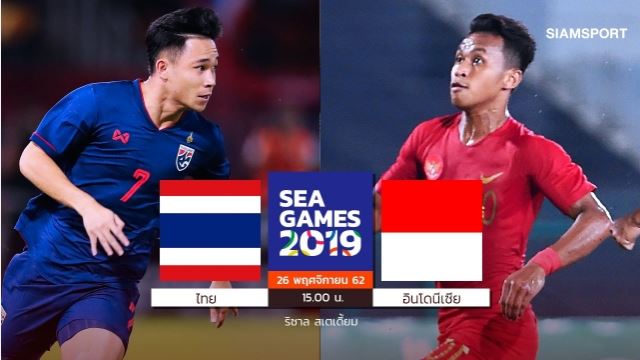 SIAMSPORT
7
SEA
GAMES
2019
26 พฤศจิกายน 62
ไทย
15.00 น.
อินโดนีเซีย
ริซาล สเตเดี้ยม